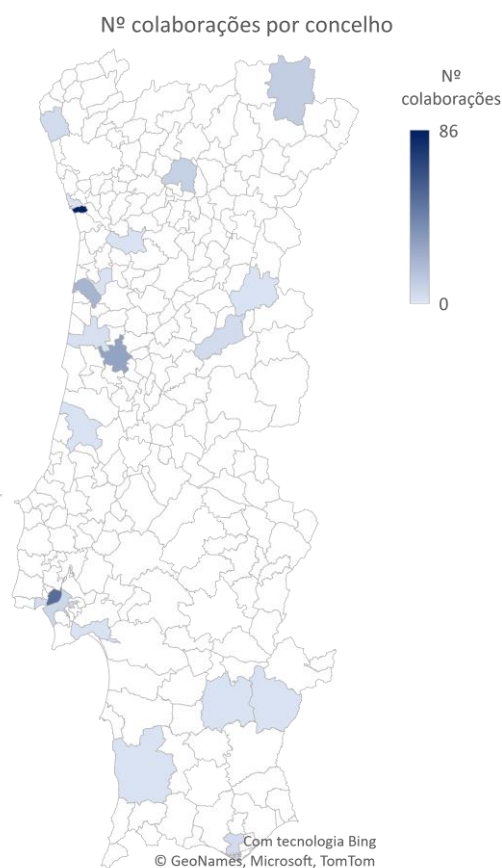 Nº colaborações por concelho
Nº
colaborações
86
0
Com tecnologia Bing
© GeoNames, Microsoft, TomTom